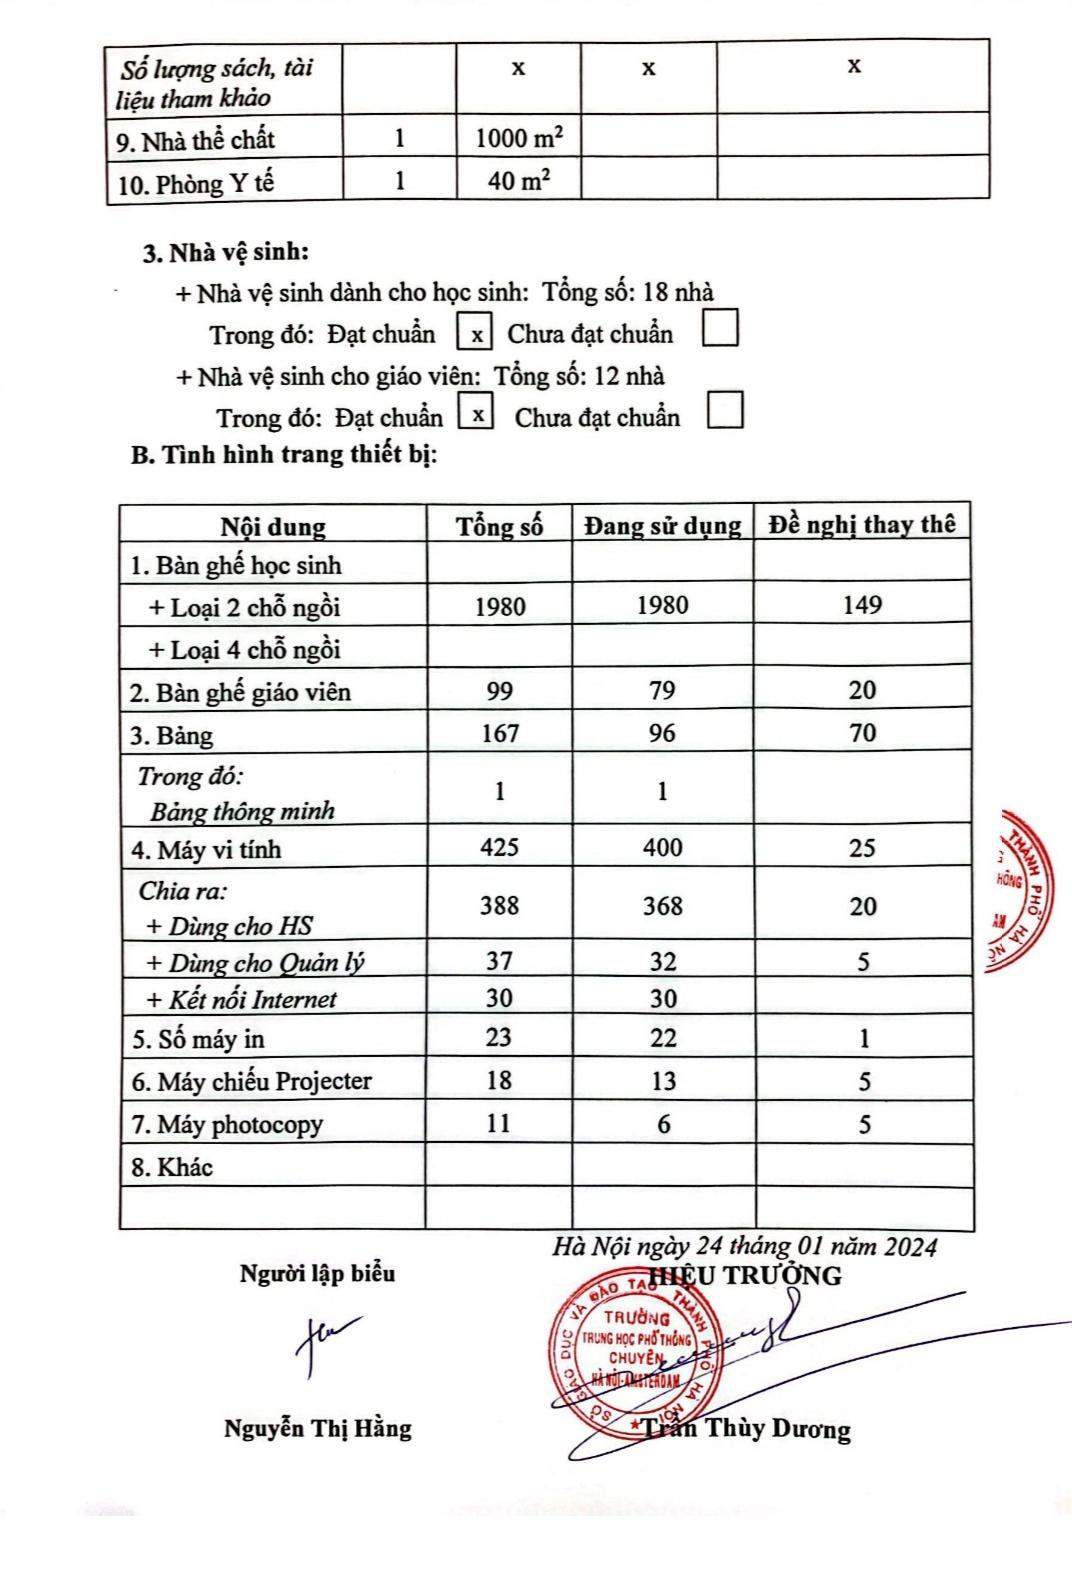 Số lượng sách, tài x x x
liệu tham khảo
9. Nhà thể chất 1 1000 m²
10. Phòng Y tế 1 40 m²
3. Nhà vệ sinh:
+ Nhà vệ sinh dành cho học sinh: Tổng số: 18 nhà
Trong đó: Đạt chuẩn x Chưa đạt chuẩn
+ Nhà vệ sinh cho giáo viên: Tổng số: 12 nhà
Trong đó: Đạt chuẩn x Chưa đạt chuẩn
B. Tình hình trang thiết bị:
Nội dung Tổng số Đang sử dụng Đề nghị thay thê
1. Bàn ghế học sinh
+ Loại 2 chỗ ngồi 1980 1980 149
+ Loại 4 chỗ ngồi
2. Bàn ghế giáo viên 99 79 20
3. Bảng 167 96 70
Trong đó:
Bảng thông minh 1 1
4. Máy vi tính 425 400 25
Chia ra:
+ Dùng cho HS 388 368 20
+ Dùng cho Quản lý 37 32 5
+ Kết nối Internet 30 30
5. Số máy in 23 22 1
6. Máy chiếu Projecter 18 13 5
7. Máy photocopy 11 6 5
8. Khác
THÀNH PHỐ HÀ NỘI
Hà Nội ngày 24 tháng 01 năm 2024
Người lập biểu HIỆU TRƯỞNG
SỞ GIÁO DỤC VÀ ĐÀO TẠO THÀNH PHỐ HÀ NỘI
TRƯỜNG
TRUNG HỌC PHỔ THÔNG
CHUYÊN
HÀ NỘI-AMSTERDAM
Nguyễn Thị Hằng Trần Thùy Dương